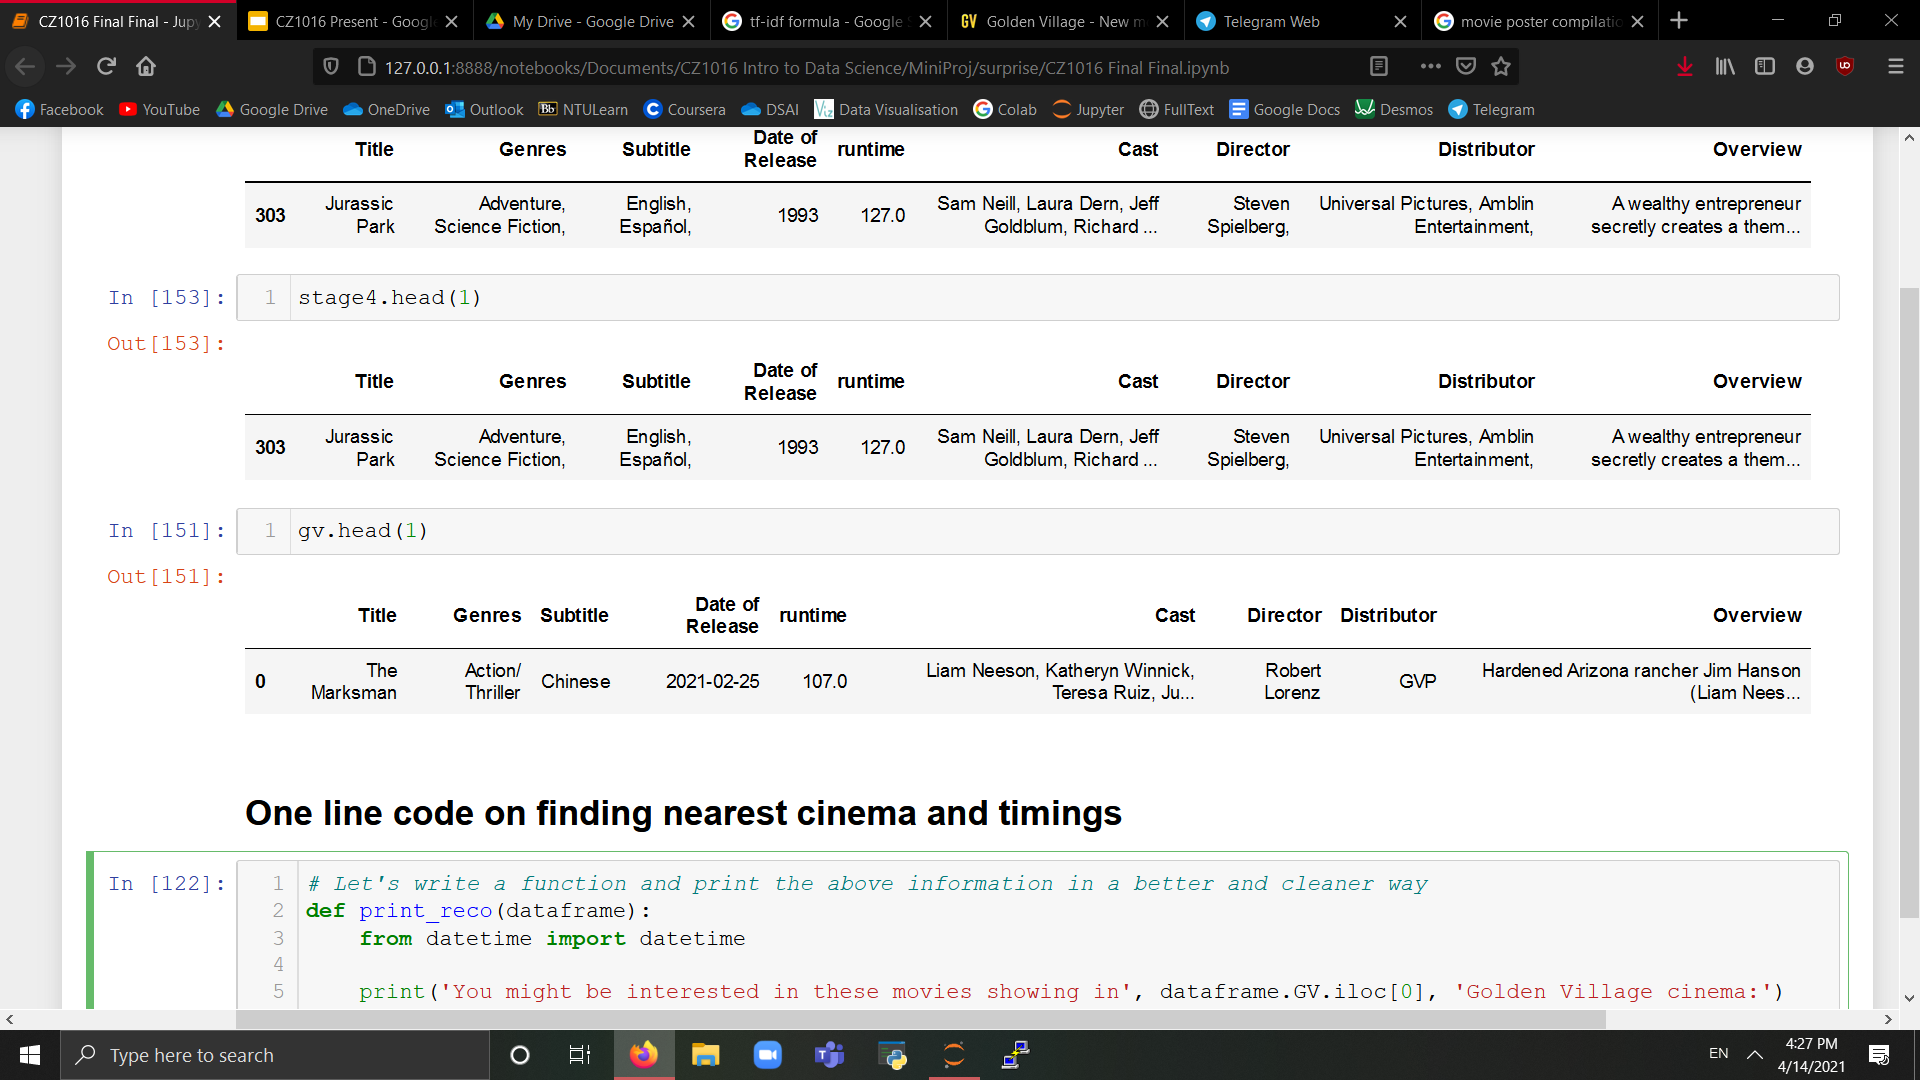 CZ1016 Final Final - Jupy
CZ1016 Present - Google
My Drive - Google Drive
tf-idf formula - Google S
GV Golden Village - New m
Telegram Web
movie poster compilatio
127.0.0.1:8888/notebooks/Documents/CZ1016 Intro to Data Science/MiniProj/surprise/CZ1016 Final Final.ipynb
Facebook YouTube Google Drive OneDrive Outlook Bb NTULearn Coursera DSAI Data Visualisation Colab Jupyter FullText Google Docs Desmos Telegram
Title Genres Subtitle Date of Release runtime Cast Director Distributor Overview
303 Jurassic Park Adventure, Science Fiction, English, Español, 1993 127.0 Sam Neill, Laura Dern, Jeff Goldblum, Richard ... Steven Spielberg, Universal Pictures, Amblin Entertainment, A wealthy entrepreneur secretly creates a them...
In [153]: 1 stage4.head(1)
Out[153]:
Title Genres Subtitle Date of Release runtime Cast Director Distributor Overview
303 Jurassic Park Adventure, Science Fiction, English, Español, 1993 127.0 Sam Neill, Laura Dern, Jeff Goldblum, Richard ... Steven Spielberg, Universal Pictures, Amblin Entertainment, A wealthy entrepreneur secretly creates a them...
In [151]: 1 gv.head(1)
Out[151]:
Title Genres Subtitle Date of Release runtime Cast Director Distributor Overview
0 The Marksman Action/ Thriller Chinese 2021-02-25 107.0 Liam Neeson, Katheryn Winnick, Teresa Ruiz, Ju... Robert Lorenz GVP Hardened Arizona rancher Jim Hanson (Liam Nees...
One line code on finding nearest cinema and timings
In [122]: 1 # Let's write a function and print the above information in a better and cleaner way
2 def print_reco(dataframe):
3 from datetime import datetime
4
5 print('You might be interested in these movies showing in', dataframe.GV.iloc[0], 'Golden Village cinema:')
Type here to search
EN
4:27 PM
4/14/2021